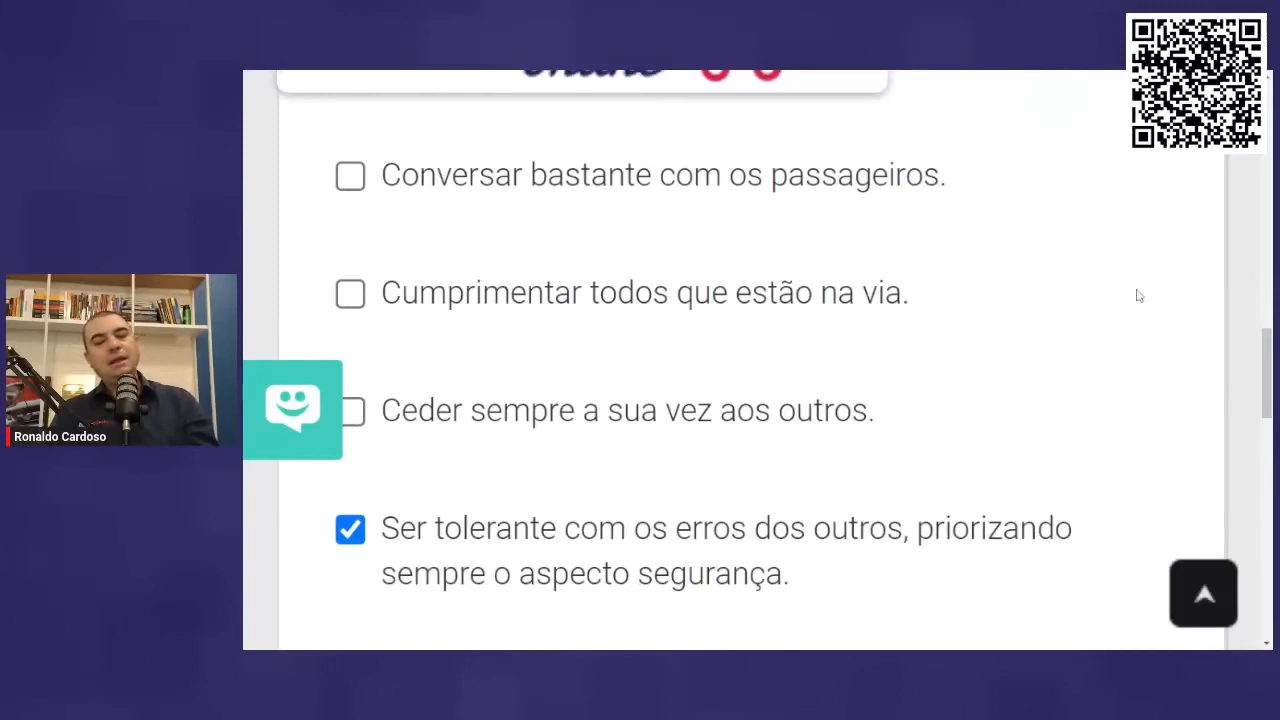 Conversar bastante com os passageiros.
Cumprimentar todos que estão na via.
Ceder sempre a sua vez aos outros.
Ser tolerante com os erros dos outros, priorizando
sempre o aspecto segurança.
Ronaldo Cardoso